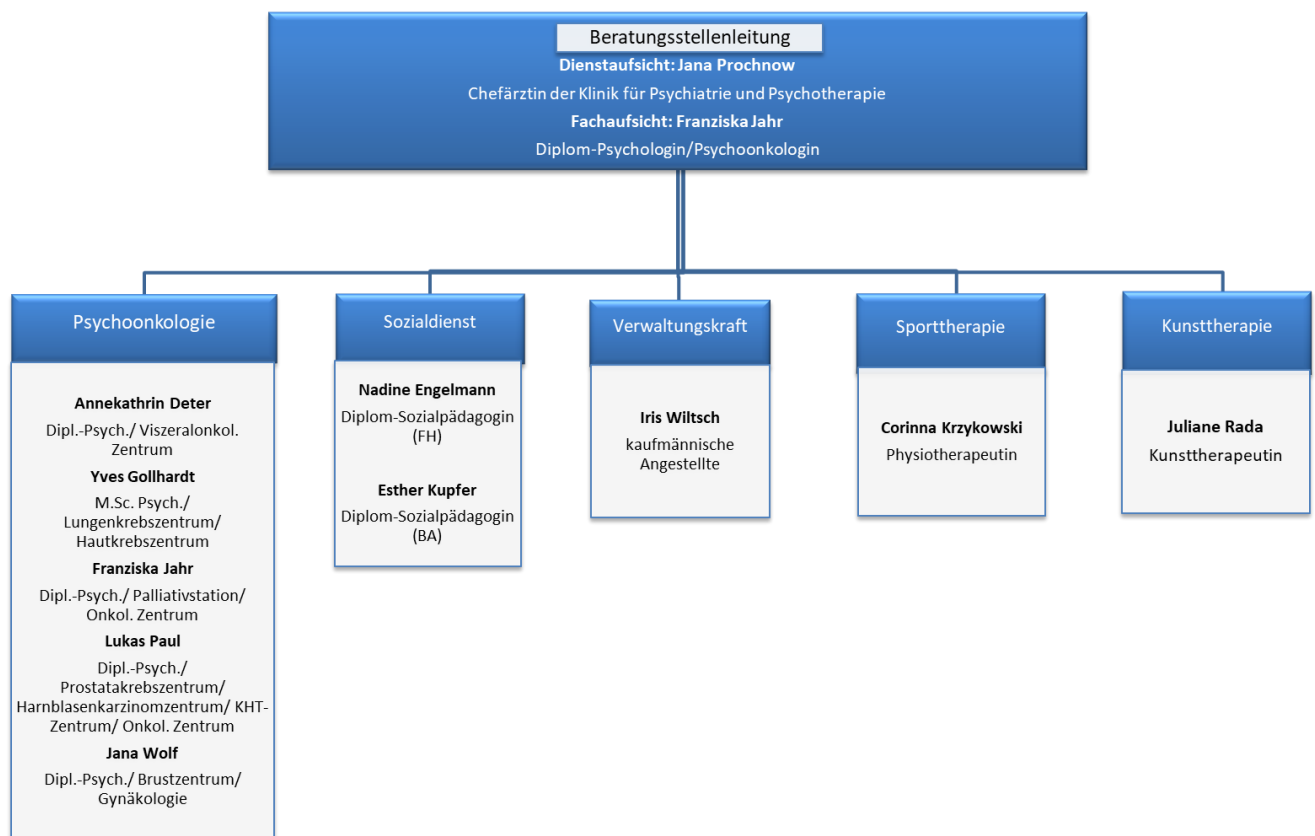 Beratungsstellenleitung
Dienstaufsicht: Jana Prochnow
Chefärztin der Klinik für Psychiatrie und Psychotherapie
Fachaufsicht: Franziska Jahr
Diplom-Psychologin/Psychoonkologin
Psychoonkologie
Annekathrin Deter
Dipl.-Psych./ Viszeralonkol.
Zentrum
Yves Gollhardt
M.Sc. Psych./
Lungenkrebszentrum/
Hautkrebszentrum
Franziska Jahr
Dipl.-Psych./ Palliativstation/
Onkol. Zentrum
Lukas Paul
Dipl.-Psych./
Prostatakrebszentrum/
Harnblasenkarzinomzentrum/ KHT-
Zentrum/ Onkol. Zentrum
Jana Wolf
Dipl.-Psych./ Brustzentrum/
Gynäkologie
Sozialdienst
Nadine Engelmann
Diplom-Sozialpädagogin
(FH)
Esther Kupfer
Diplom-Sozialpädagogin
(BA)
Verwaltungskraft
Iris Wiltsch
kaufmännische
Angestellte
Sporttherapie
Corinna Krzykowski
Physiotherapeutin
Kunsttherapie
Juliane Rada
Kunsttherapeutin